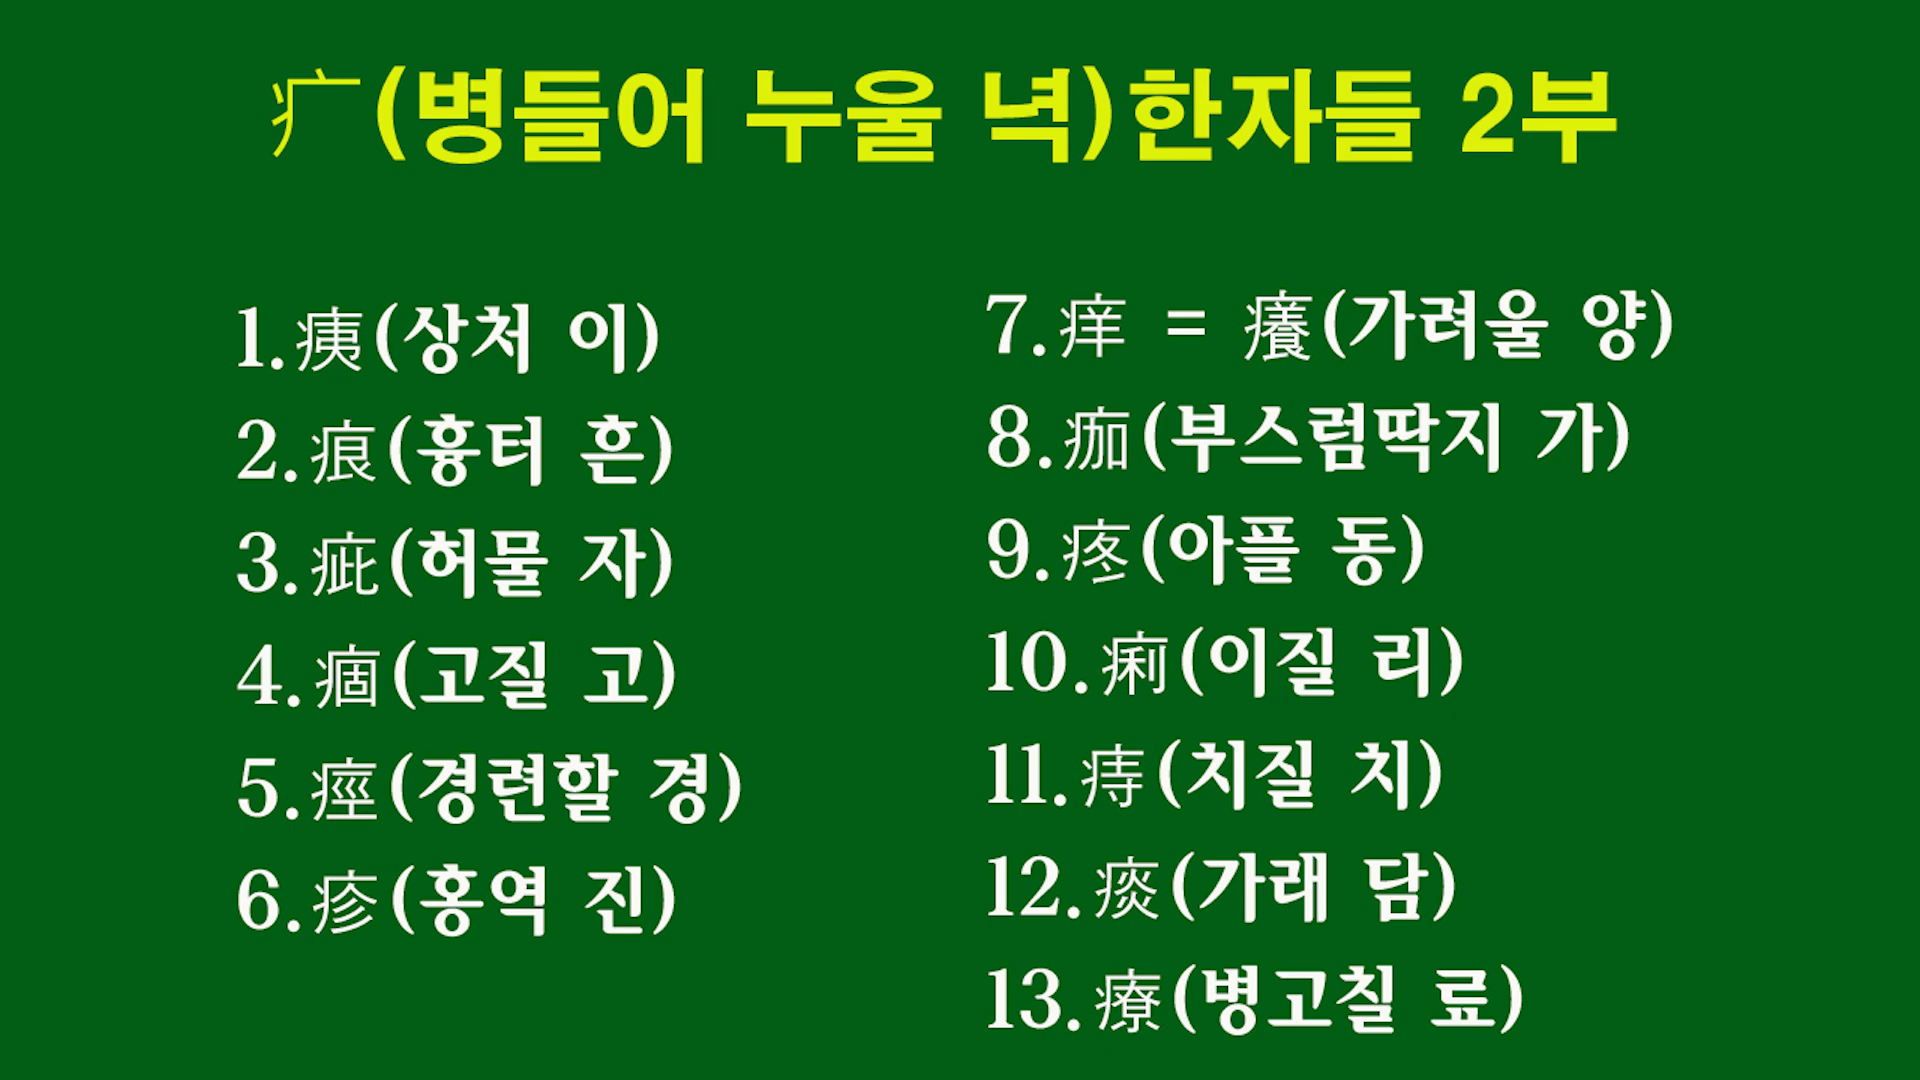 疒(병들어 누울 녁)한자들 2부
1.痍(상처 이)
2.痕(흉터 흔)
3.疵(허물 자)
4.痼(고질 고)
5.痙(경련할 경)
6.疹(홍역 진)
7.痒 = 癢(가려울 양)
8.痂(부스럼딱지 가)
9.疼(아플 동)
10.痢(이질 리)
11.痔(치질 치)
12.痰(가래 담)
13.療(병고칠 료)